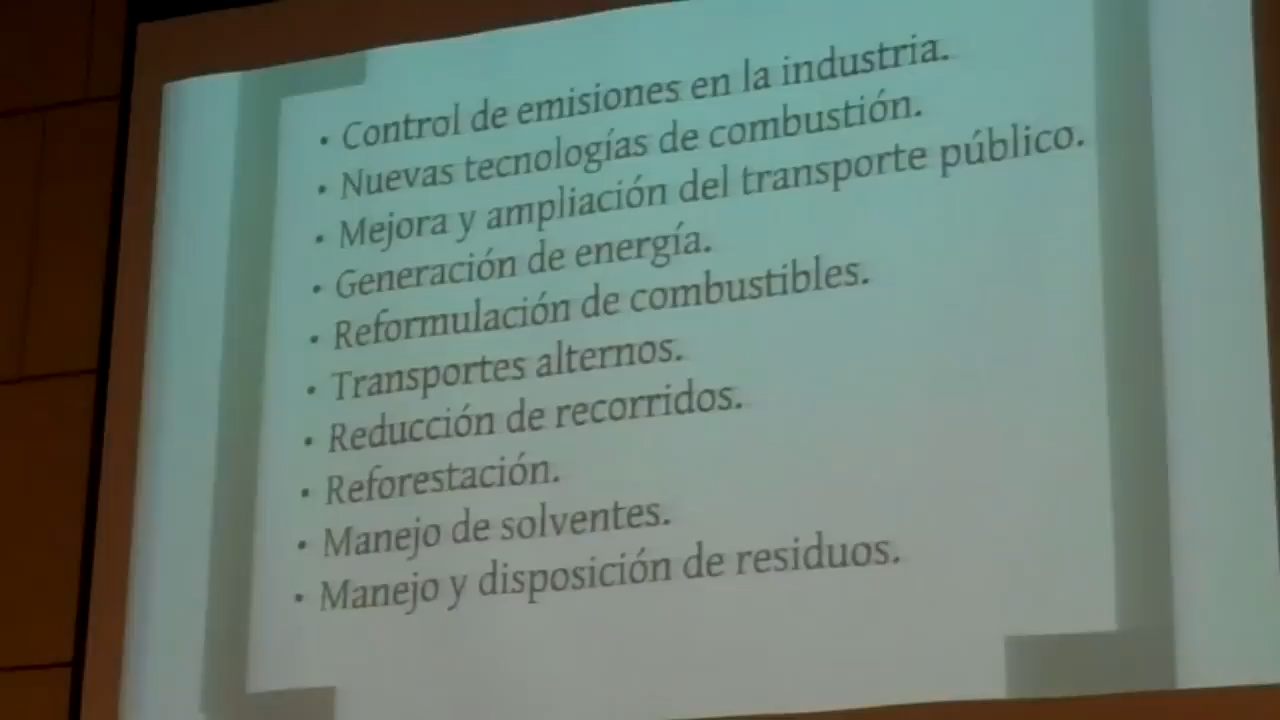 • Control de emisiones en la industria.
• Nuevas tecnologías de combustión.
• Mejora y ampliación del transporte público.
• Generación de energía.
• Reformulación de combustibles.
• Transportes alternos.
• Reducción de recorridos.
• Reforestación.
• Manejo de solventes.
• Manejo y disposición de residuos.